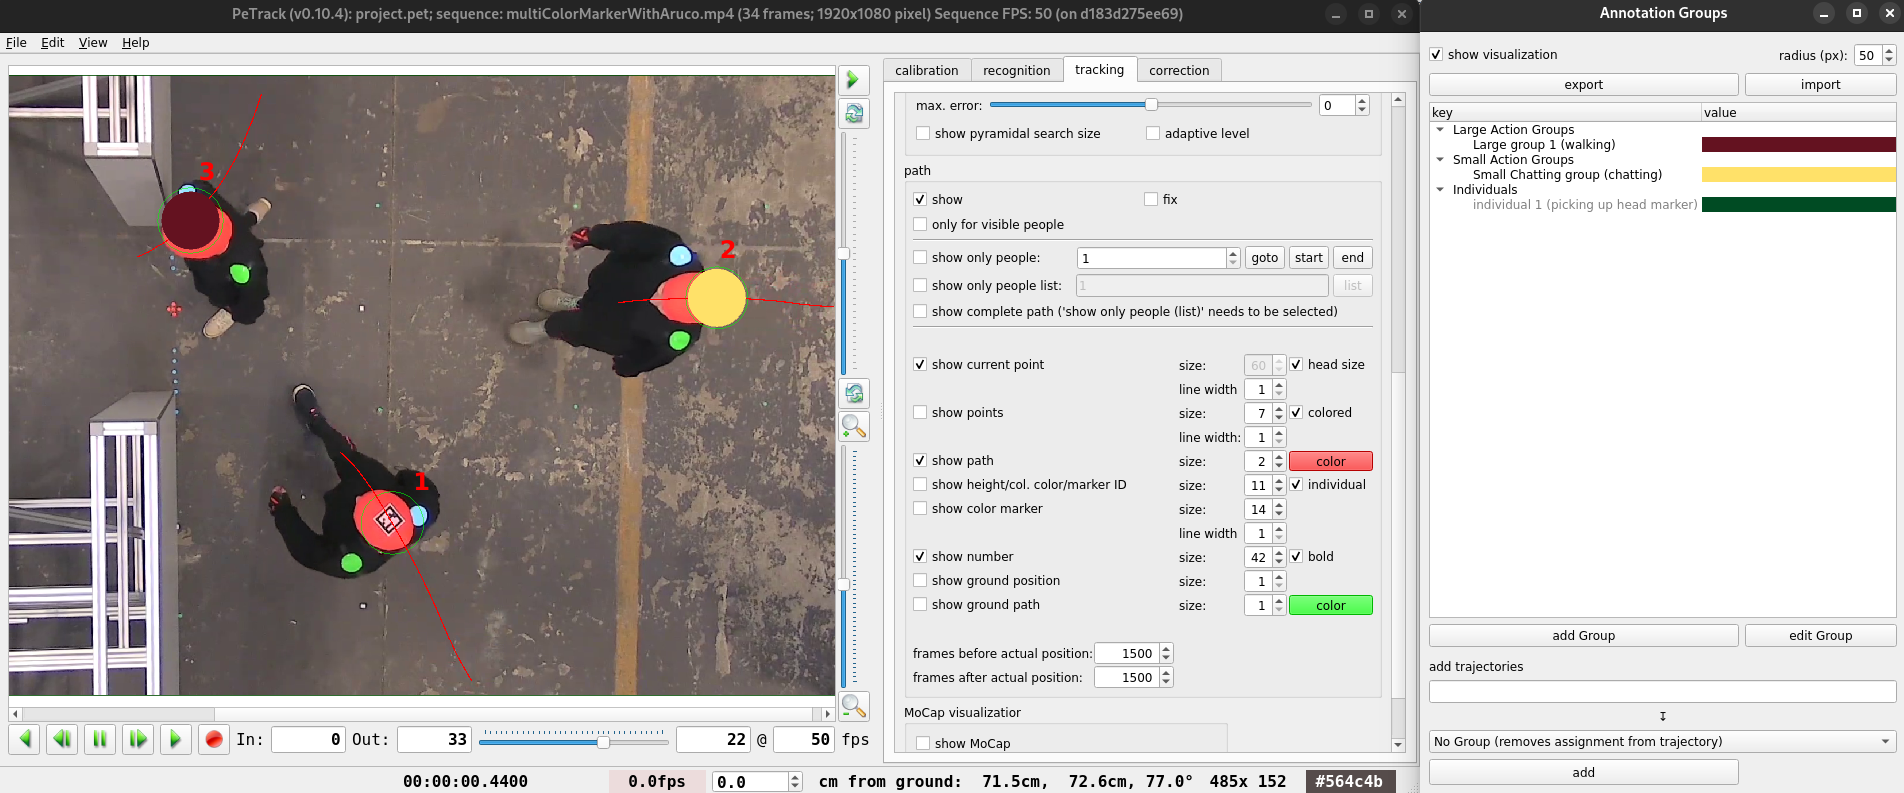 PeTrack (v0.10.4): project.pet; sequence: multiColorMarkerWithAruco.mp4 (34 frames; 1920x1080 pixel) Sequence FPS: 50 (on d183d275ee69)
File Edit View Help
3
2
1
calibration recognition tracking correction
max. error: 0
show pyramidal search size adaptive level
path
show fix
only for visible people
show only people: 1 goto start end
show only people list: 1 list
show complete path ('show only people (list)' needs to be selected)
show current point size: 60 head size
line width 1
show points size: 7 colored
line width: 1
show path size: 2 color
show height/col. color/marker ID size: 11 individual
show color marker size: 14
line width 1
show number size: 42 bold
show ground position size: 1
show ground path size: 1 color
frames before actual position: 1500
frames after actual position: 1500
MoCap visualizatior
show MoCap
In: 0 Out: 33 22 @ 50 fps
00:00:00.4400 0.0fps 0.0 cm from ground: 71.5cm, 72.6cm, 77.0° 485x 152 #564c4b
Annotation Groups
show visualization radius (px): 50
export import
key value
Large Action Groups
Large group 1 (walking)
Small Action Groups
Small Chatting group (chatting)
Individuals
individual 1 (picking up head marker)
add Group edit Group
add trajectories
↧
No Group (removes assignment from trajectory)
add